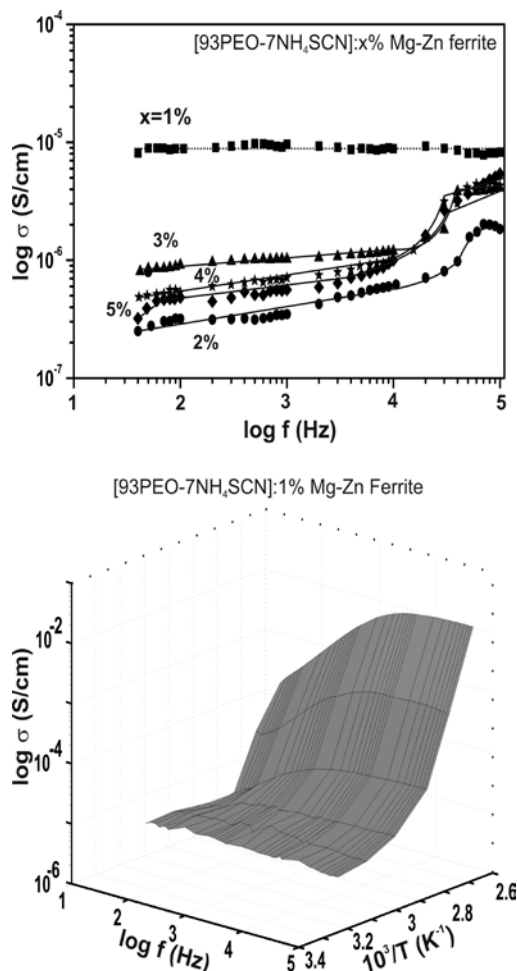 [93PEO-7NH₄SCN]:x% Mg-Zn ferrite
10⁻⁴
x=1%
10⁻⁵
3%
10⁻⁶
4%
5%
2%
10⁻⁷
2 3 4 5
log σ (S/cm)
log f (Hz)
[93PEO-7NH₄SCN]:1% Mg-Zn Ferrite
10⁻²
10⁻⁴
10⁻⁶
log σ (S/cm)
1 2 3 4 5
log f (Hz)
3.4 3.2 3 2.8 2.6
10³/T (K⁻¹)